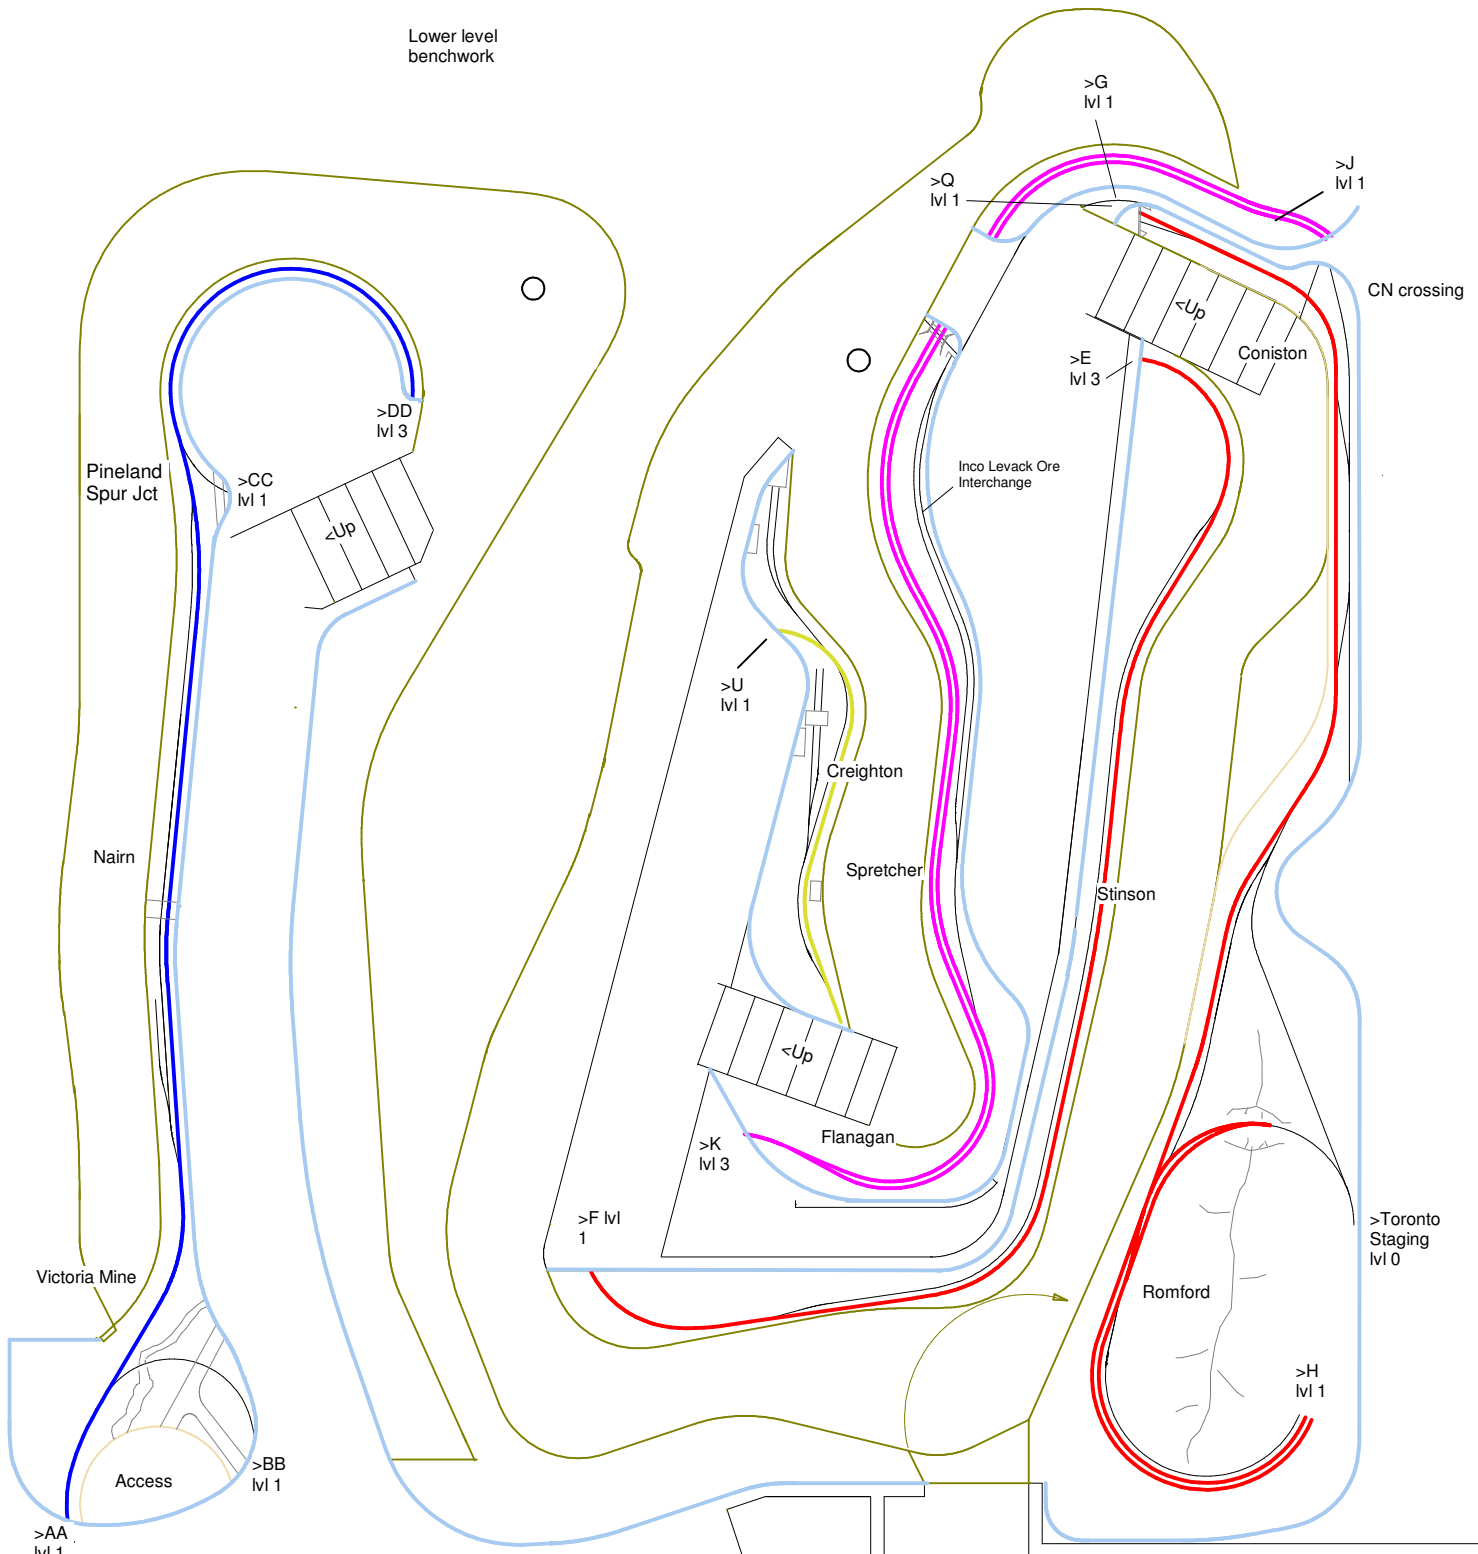 Lower level
benchwork
>G
lvl 1
>J
lvl 1
>Q
lvl 1
CN crossing
<Up
Coniston
>E
lvl 3
>DD
lvl 3
Pineland
Spur Jct
>CC
lvl 1
Inco Levack Ore
Interchange
<Up
>U
lvl 1
Creighton
Nairn
Spretcher
Stinson
<Up
Flanagan
>K
lvl 3
>F lvl
1
>Toronto
Staging
lvl 0
Victoria Mine
Romford
>H
lvl 1
Access
>BB
lvl 1
>AA
lvl 1